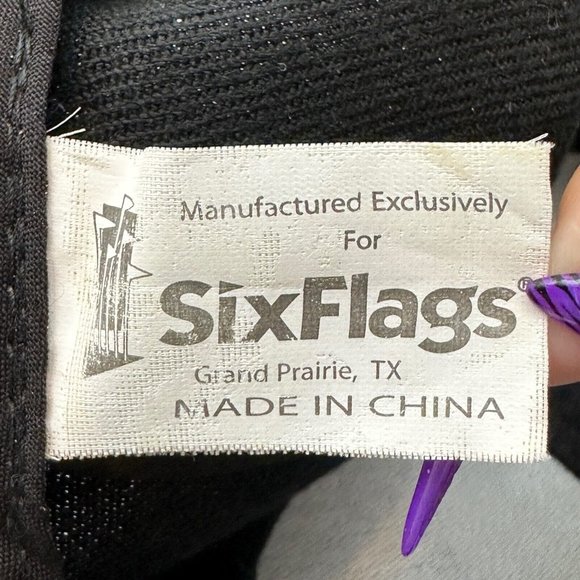 Manufactured Exclusively
For
SixFlags®
Grand Prairie, TX
MADE IN CHINA